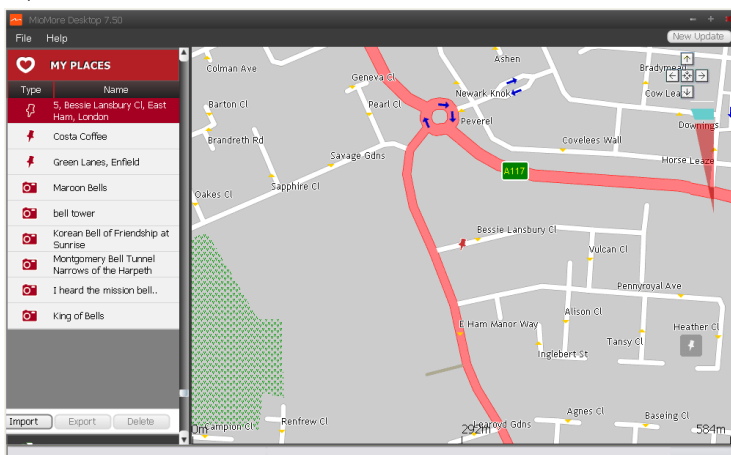 MioMore Desktop 7.50
File Help
New Update
MY PLACES
Type Name
5, Bessie Lansbury Cl, East
Ham, London
Costa Coffee
Green Lanes, Enfield
Maroon Bells
bell tower
Korean Bell of Friendship at
Sunrise
Montgomery Bell Tunnel
Narrows of the Harpeth
I heard the mission bell..
King of Bells
Import Export Delete
Colman Ave
Geneva Cl
Ashen
Newark Knok
Cow Lea
Barton Cl
Pearl Cl
Peverel
Downings
Brandreth Rd
Covelees Wall
Savage Gdns
Horse Leaze
A117
Oakes Cl
Sapphire Cl
Bessie Lansbury Cl
Vulcan Cl
Pennyroyal Ave
Alison Cl
E Ham Manor Way
Heather Cl
Tansy Cl
Inglebert St
Agnes Cl
Baseing Cl
Campion Cl
Renfrew Cl
0m
292m
584m